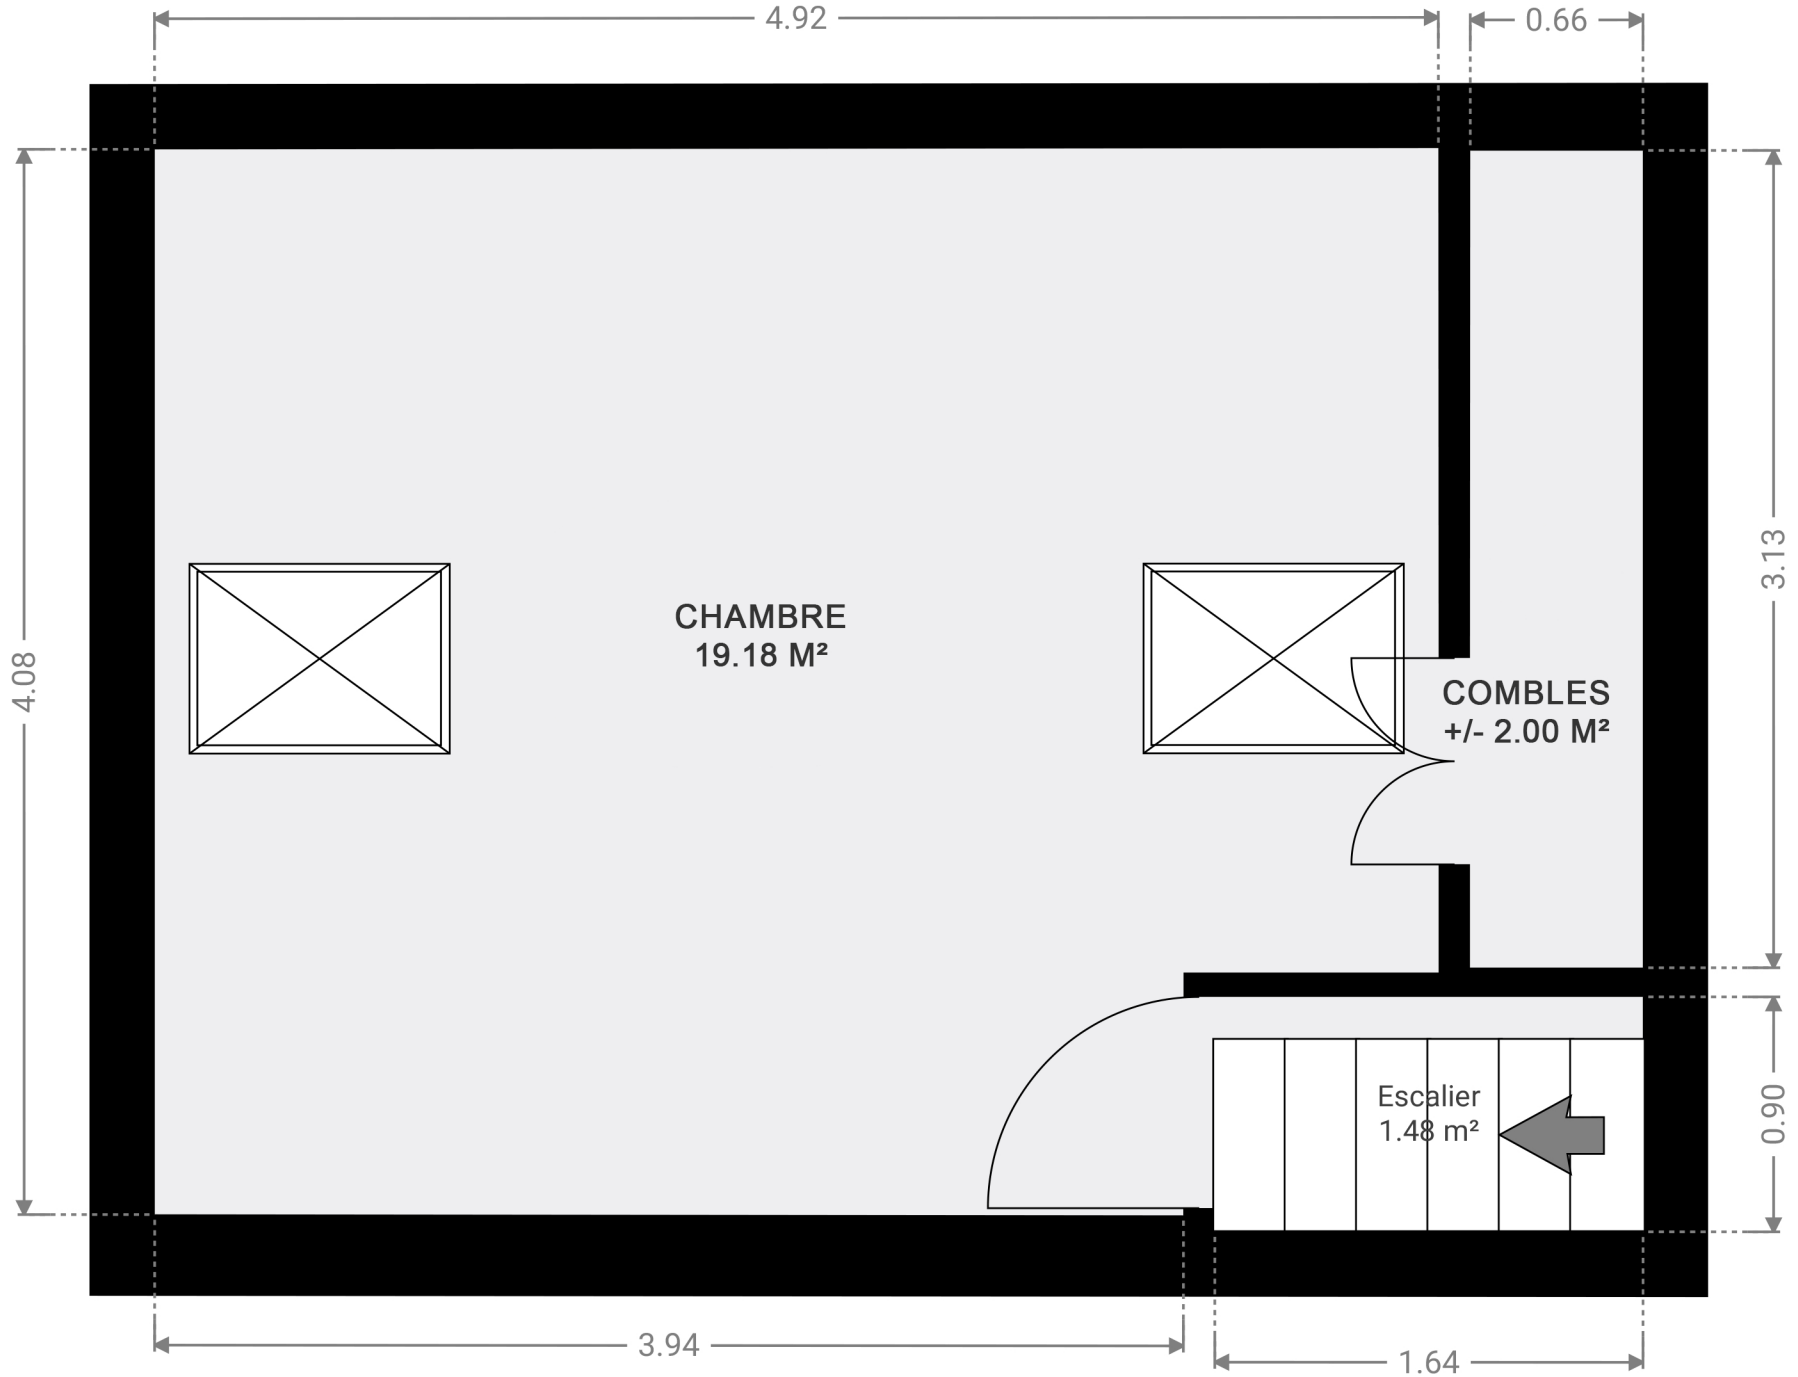 4.92
0.66
4.08
CHAMBRE
19.18 M²
3.13
COMBLES
+/- 2.00 M²
Escalier
1.48 m²
0.90
3.94
1.64